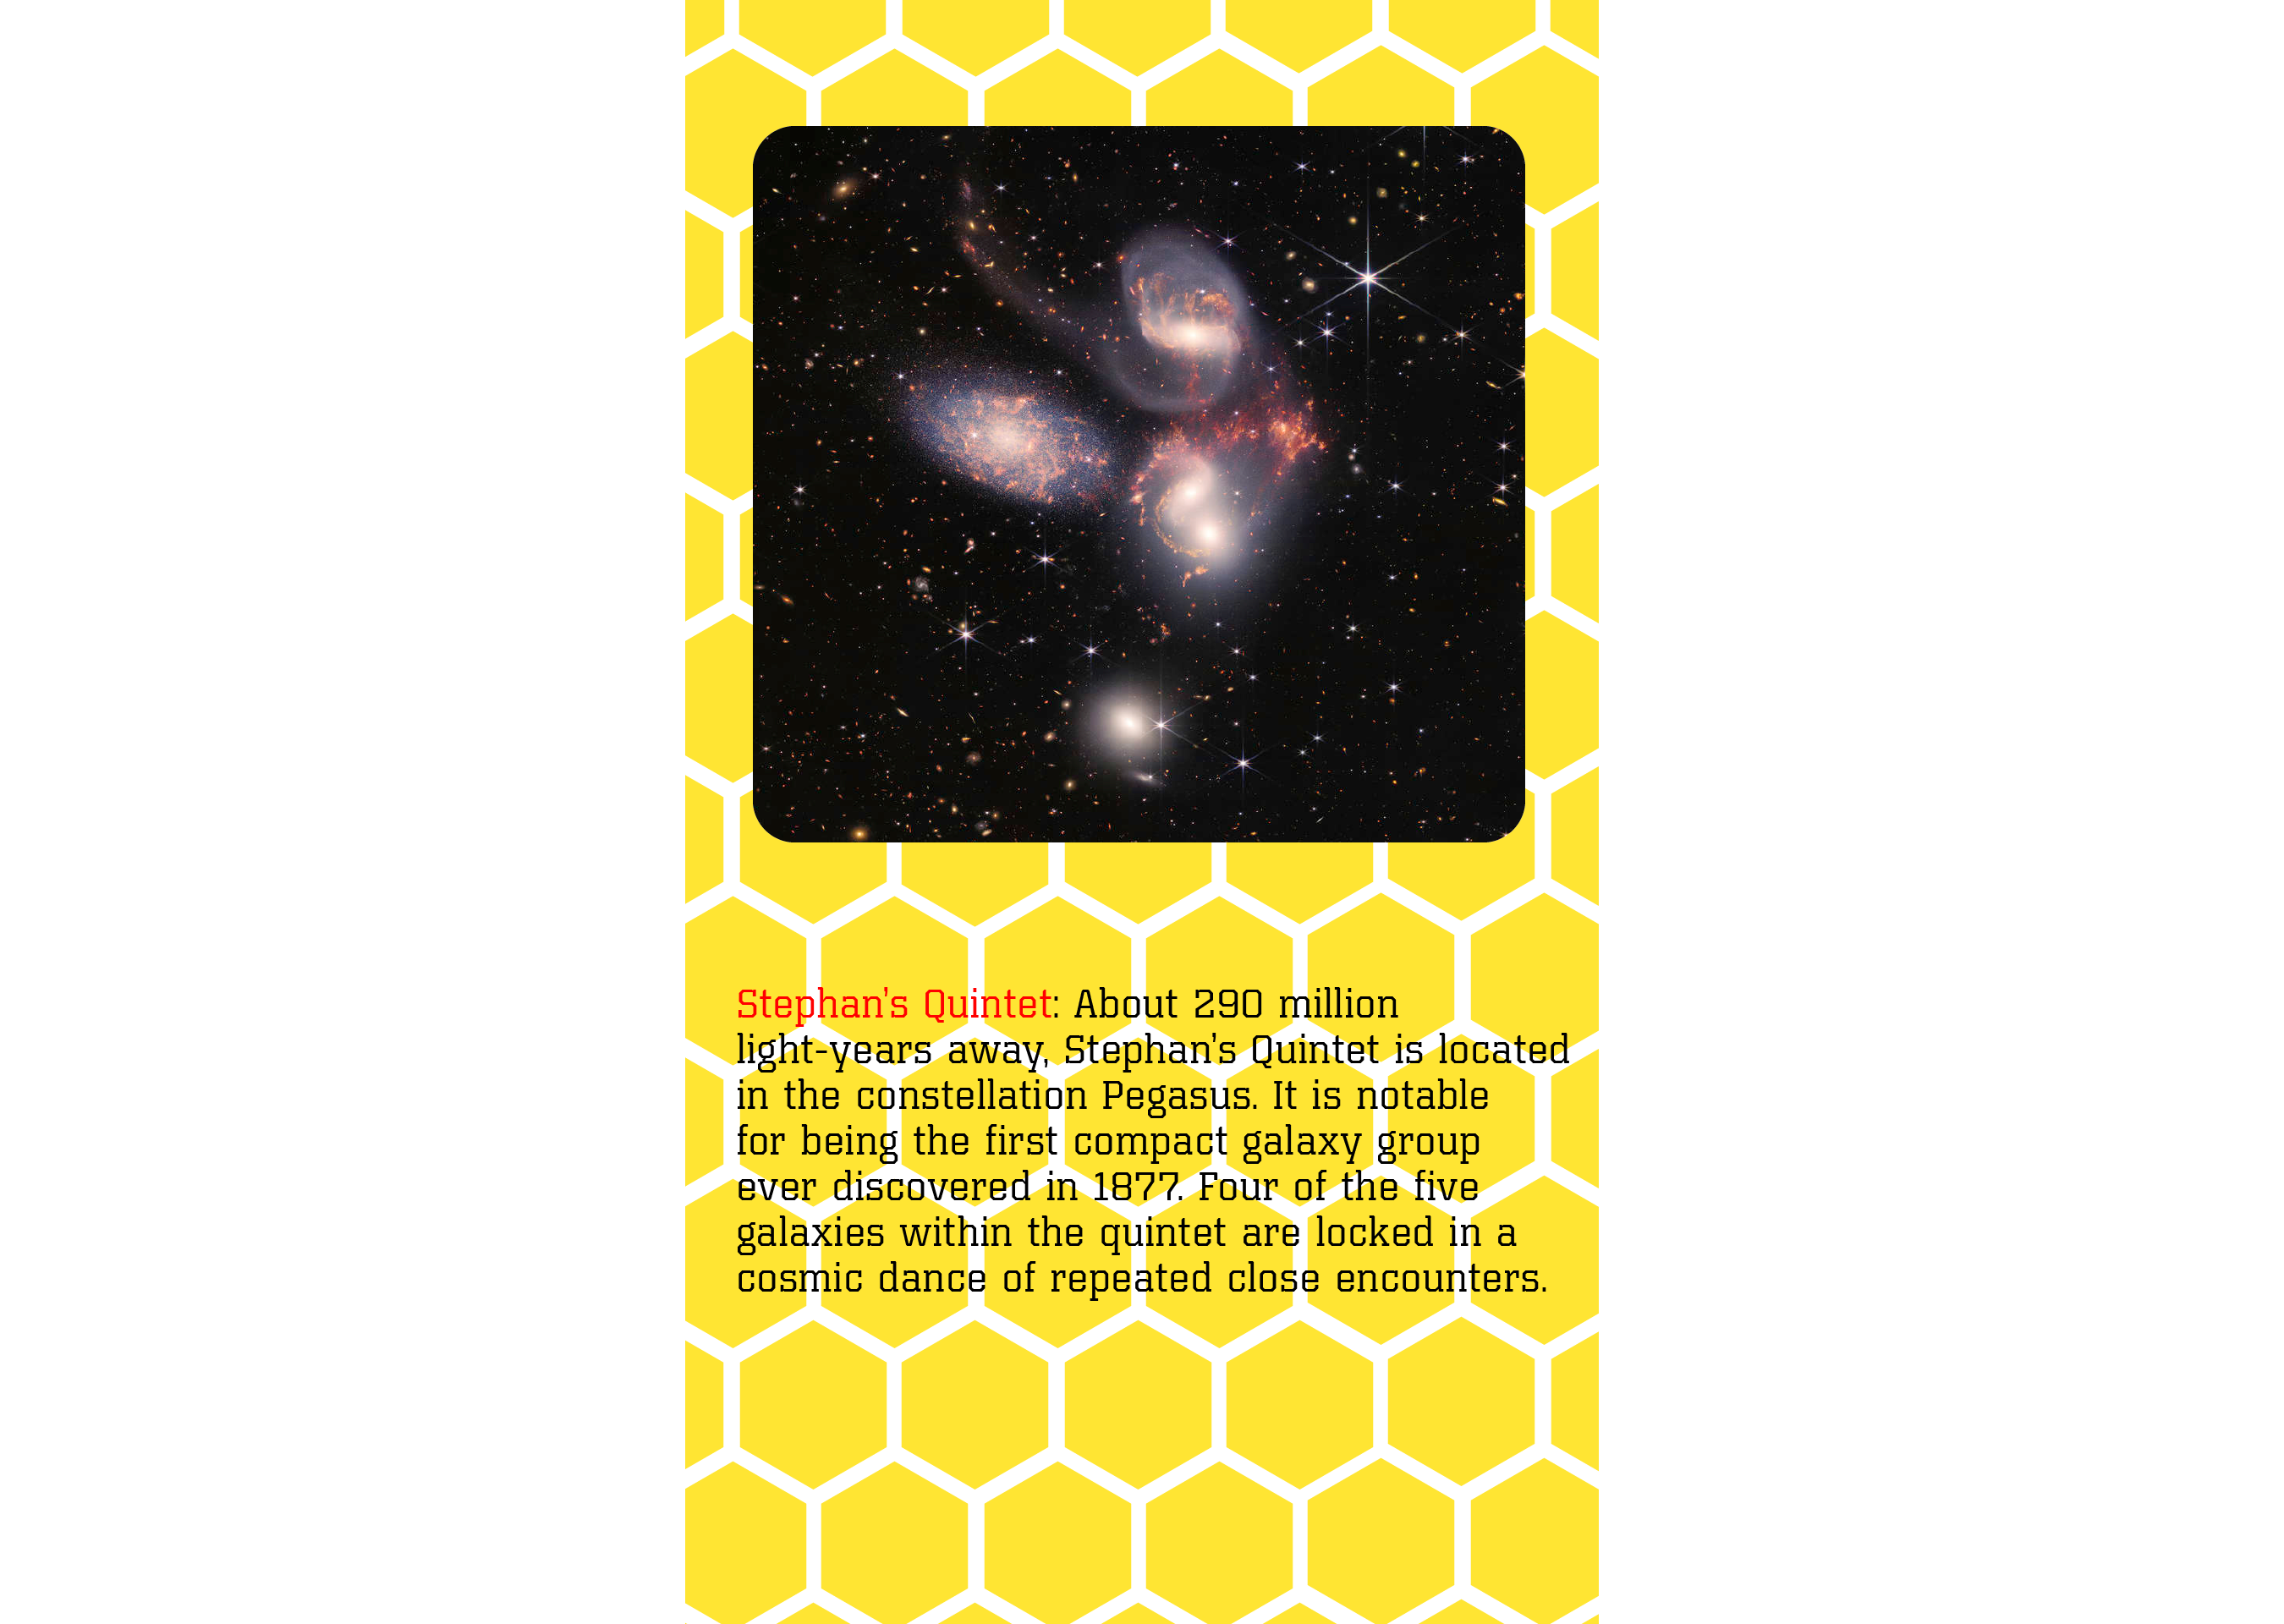 Stephan’s Quintet: About 290 million
light-years away, Stephan’s Quintet is located
in the constellation Pegasus. It is notable
for being the first compact galaxy group
ever discovered in 1877. Four of the five
galaxies within the quintet are locked in a
cosmic dance of repeated close encounters.